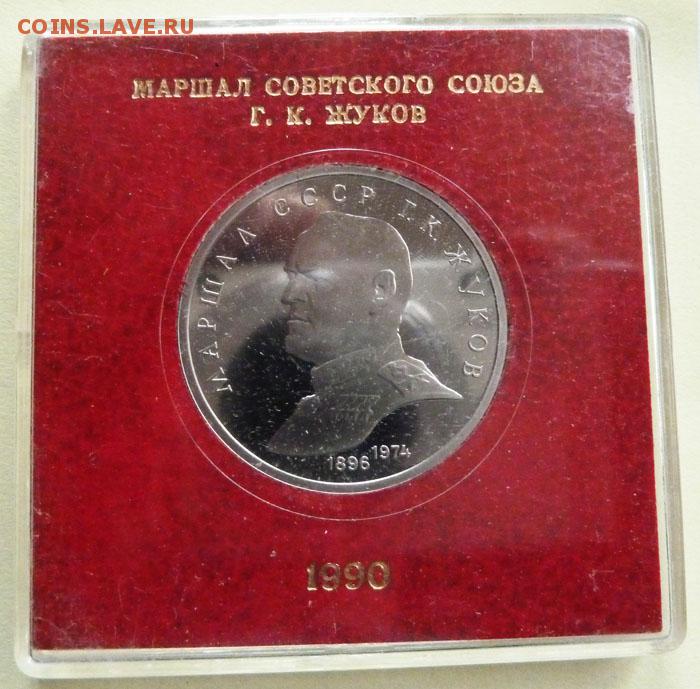 COINS.LAVE.RU
МАРШАЛ СОВЕТСКОГО СОЮЗА
Г. К. ЖУКОВ
МАРШАЛ СССР Г.К. ЖУКОВ
1896 1974
1990